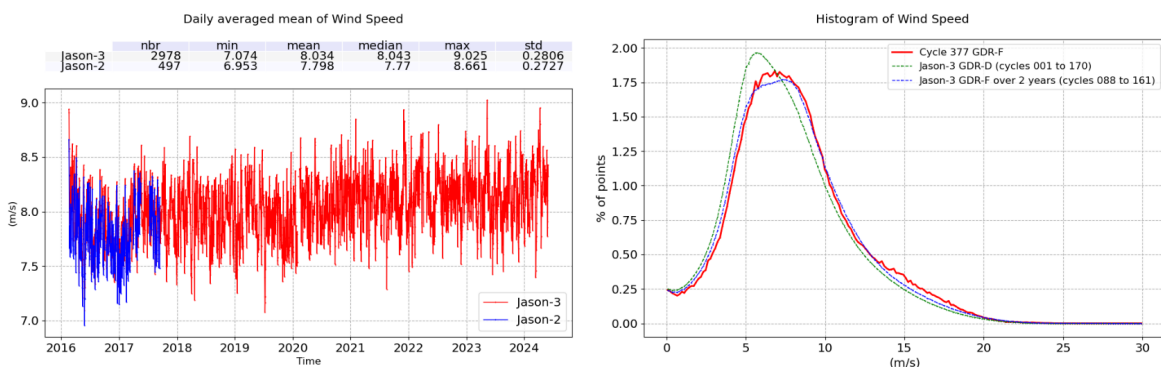 Daily averaged mean of Wind Speed
nbr min mean median max std
Jason-3 2978 7.074 8.034 8.043 9.025 0.2806
Jason-2 497 6.953 7.798 7.77 8.661 0.2727
9.0
8.5
8.0
7.5
7.0
(m/s)
Jason-3
Jason-2
2016 2017 2018 2019 2020 2021 2022 2023 2024
Time
Histogram of Wind Speed
Cycle 377 GDR-F
Jason-3 GDR-D (cycles 001 to 170)
Jason-3 GDR-F over 2 years (cycles 088 to 161)
2.00
1.75
1.50
1.25
1.00
0.75
0.50
0.25
0.00
% of points
0 5 10 15 20 25 30
(m/s)